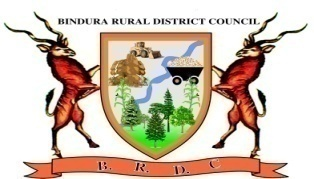 BINDURA RURAL DISTRICT COUNCIL
B. R. D. C